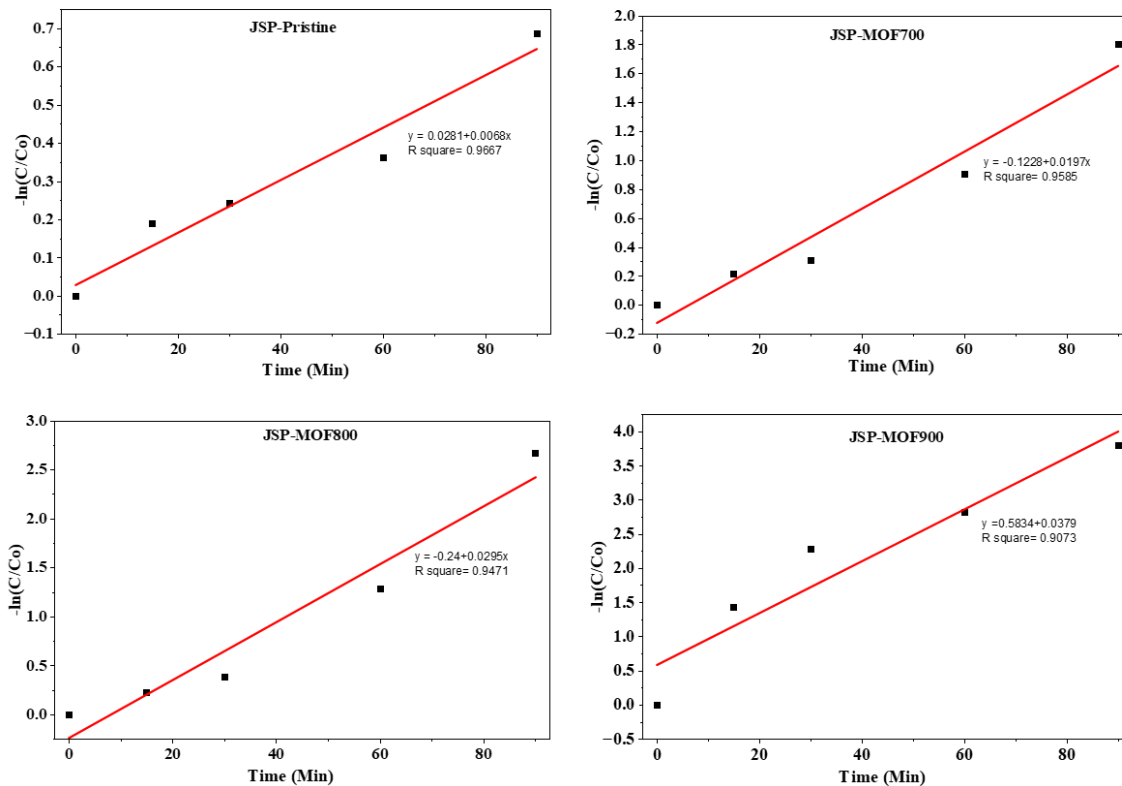 JSP-Pristine
0.7
0.6
0.5
0.4
0.3
0.2
0.1
0.0
−0.1
-ln(C/Co)
y = 0.0281+0.0068x
R square= 0.9667
0 20 40 60 80
Time (Min)
JSP-MOF700
2.0
1.8
1.6
1.4
1.2
1.0
0.8
0.6
0.4
0.2
0.0
−0.2
-ln(C/Co)
y = -0.1228+0.0197x
R square= 0.9585
0 20 40 60 80
Time (Min)
JSP-MOF800
3.0
2.5
2.0
1.5
1.0
0.5
0.0
-ln(C/Co)
y = -0.24+0.0295x
R square= 0.9471
0 20 40 60 80
Time (Min)
JSP-MOF900
4.0
3.5
3.0
2.5
2.0
1.5
1.0
0.5
0.0
−0.5
-ln(C/Co)
y =0.5834+0.0379
R square= 0.9073
0 20 40 60 80
Time (Min)